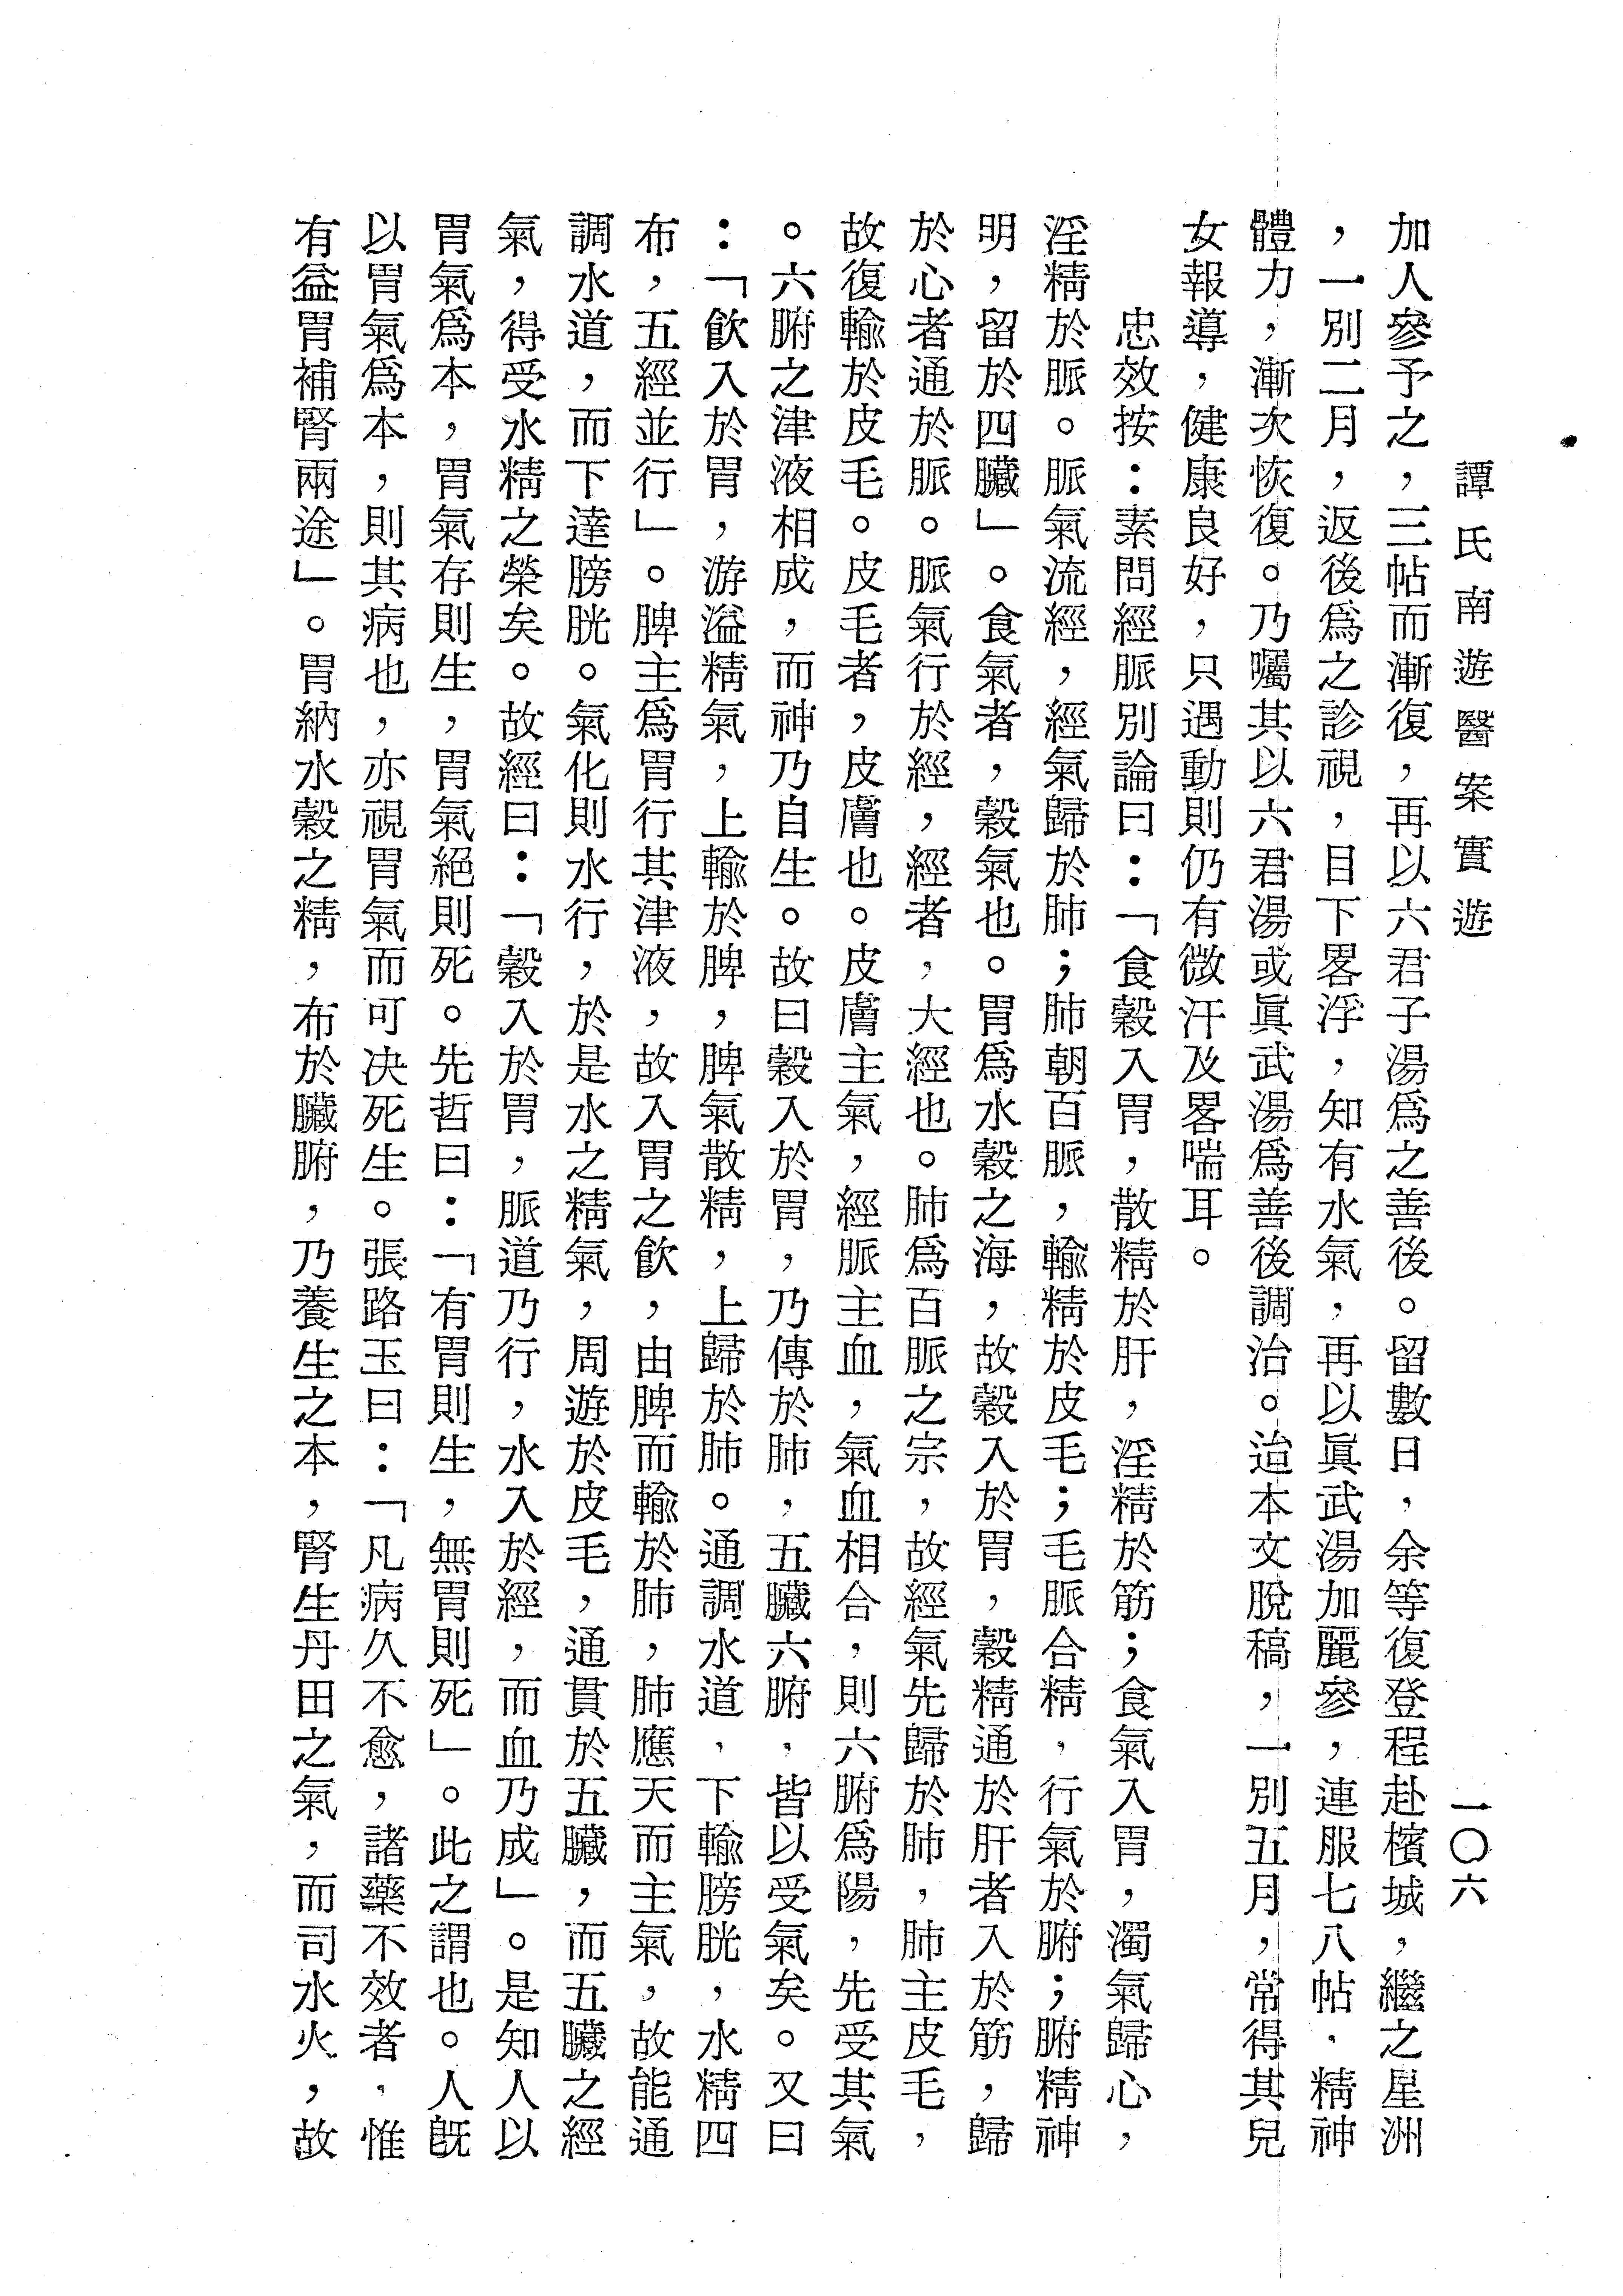 譚氏南遊醫案實遊
一〇六
加人參予之，三帖而漸復，再以六君子湯爲之善後。留數日，余等復登程赴檳城，繼之星洲
，一別二月，返後爲之診視，目下畧浮，知有水氣，再以眞武湯加麗參，連服七八帖，精神
體力，漸次恢復。乃囑其以六君湯或眞武湯爲善後調治。迨本文脫稿，一別五月，常得其兒
女報導，健康良好，只遇動則仍有微汗及畧喘耳。
忠效按：素問經脈別論曰：「食穀入胃，散精於肝，淫精於筋；食氣入胃，濁氣歸心，
淫精於脈。脈氣流經，經氣歸於肺；肺朝百脈，輸精於皮毛；毛脈合精，行氣於腑；腑精神
明，留於四臟」。食氣者，穀氣也。胃爲水穀之海，故穀入於胃，穀精通於肝者入於筋，歸
於心者通於脈。脈氣行於經，經者，大經也。肺爲百脈之宗，故經氣先歸於肺，肺主皮毛，
故復輸於皮毛。皮毛者，皮膚也。皮膚主氣，經脈主血，氣血相合，則六腑爲陽，先受其氣
。六腑之津液相成，而神乃自生。故曰穀入於胃，乃傳於肺，五臟六腑，皆以受氣矣。又曰
：「飲入於胃，游溢精氣，上輸於脾，脾氣散精，上歸於肺。通調水道，下輸膀胱，水精四
布，五經並行」。脾主爲胃行其津液，故入胃之飲，由脾而輸於肺，肺應天而主氣，故能通
調水道，而下達膀胱。氣化則水行，於是水之精氣，周遊於皮毛，通貫於五臟，而五臟之經
氣，得受水精之榮矣。故經曰：「穀入於胃，脈道乃行，水入於經，而血乃成」。是知人以
胃氣爲本，胃氣存則生，胃氣絕則死。先哲曰：「有胃則生，無胃則死」。此之謂也。人旣
以胃氣爲本，則其病也，亦視胃氣而可决死生。張路玉曰：「凡病久不愈，諸藥不效者，惟
有益胃補腎兩途」。胃納水穀之精，布於臟腑，乃養生之本，腎生丹田之氣，而司水火，故